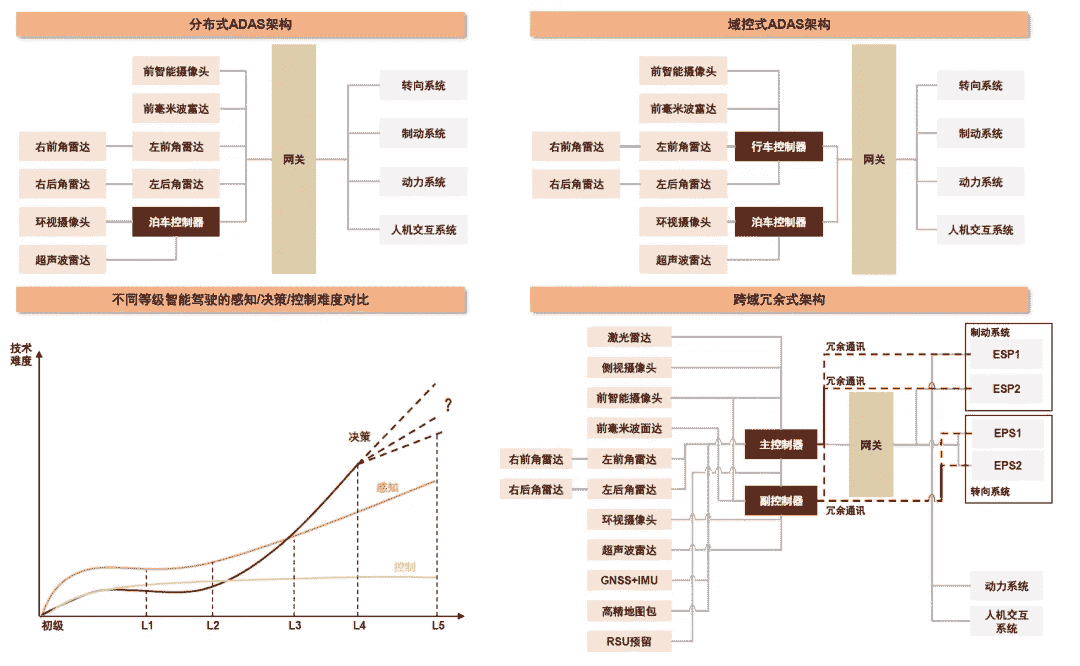 分布式ADAS架构
前智能摄像头
前毫米波富达
右前角雷达
左前角雷达
右后角雷达
左后角雷达
环视摄像头
泊车控制器
超声波雷达
网关
转向系统
制动系统
动力系统
人机交互系统
域控式ADAS架构
前智能摄像头
前毫米波雷达
右前角雷达
左前角雷达
行车控制器
右后角雷达
左后角雷达
环视摄像头
泊车控制器
超声波雷达
网关
转向系统
制动系统
动力系统
人机交互系统
不同等级智能驾驶的感知/决策/控制难度对比
技术
难度
决策
?
感知
控制
初级
L1
L2
L3
L4
L5
跨域冗余式架构
激光雷达
侧视摄像头
前智能摄像头
前毫米波面达
右前角雷达
左前角雷达
右后角雷达
左后角雷达
环视摄像头
超声波雷达
GNSS+IMU
高精地图包
RSU预留
主控制器
副控制器
网关
冗余通讯
冗余通讯
冗余通讯
制动系统
ESP1
ESP2
EPS1
EPS2
转向系统
动力系统
人机交互
系统